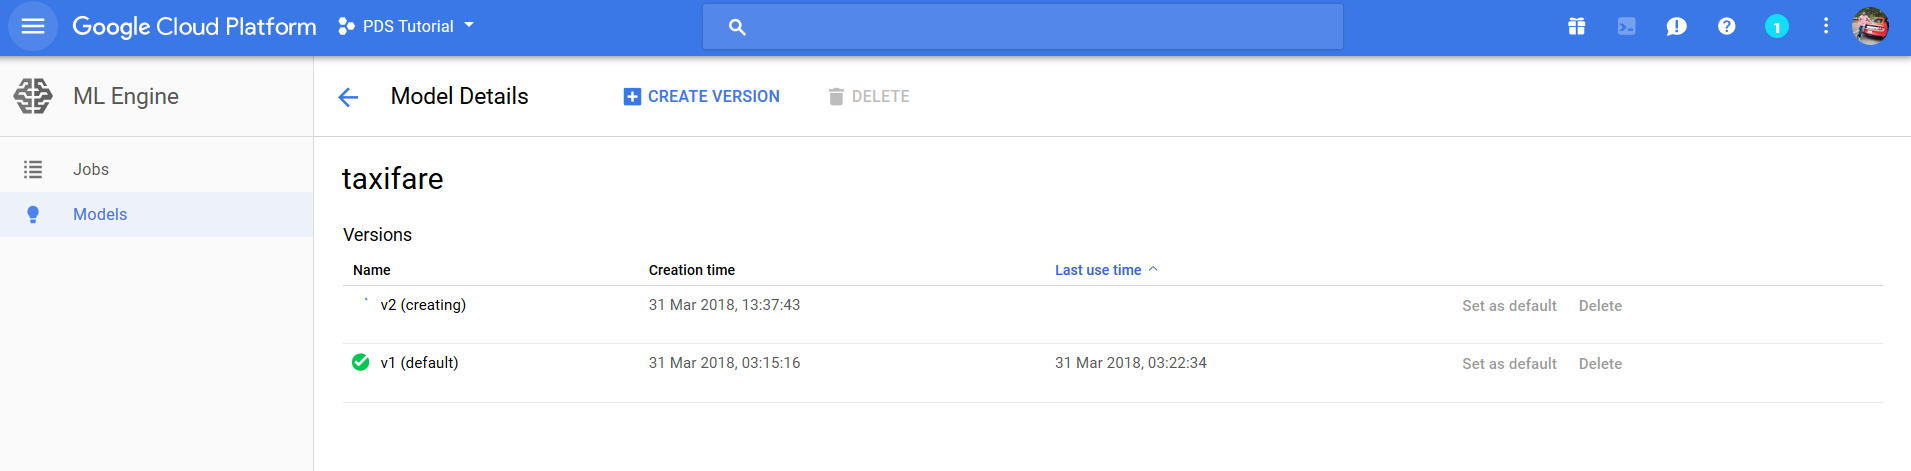 Google Cloud Platform PDS Tutorial 1
ML Engine
Model Details CREATE VERSION DELETE
Jobs
Models
taxifare
Versions
Name Creation time Last use time
v2 (creating) 31 Mar 2018, 13:37:43 Set as default Delete
v1 (default) 31 Mar 2018, 03:15:16 31 Mar 2018, 03:22:34 Set as default Delete